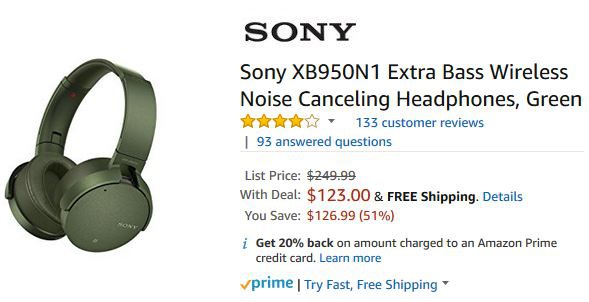 SONY
Sony XB950N1 Extra Bass Wireless
Noise Canceling Headphones, Green
133 customer reviews
| 93 answered questions
List Price: $249.99
With Deal: $123.00 & FREE Shipping. Details
You Save: $126.99 (51%)
i Get 20% back on amount charged to an Amazon Prime
credit card. Learn more
prime | Try Fast, Free Shipping
SONY